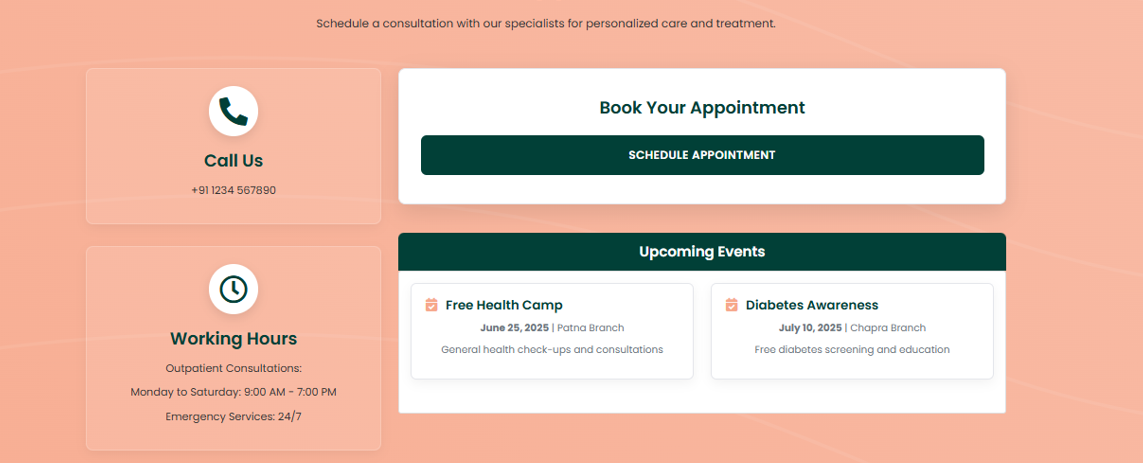 Schedule a consultation with our specialists for personalized care and treatment.
Call Us
+91 1234 567890
Working Hours
Outpatient Consultations:
Monday to Saturday: 9:00 AM - 7:00 PM
Emergency Services: 24/7
Book Your Appointment
SCHEDULE APPOINTMENT
Upcoming Events
Free Health Camp
June 25, 2025 | Patna Branch
General health check-ups and consultations
Diabetes Awareness
July 10, 2025 | Chapra Branch
Free diabetes screening and education